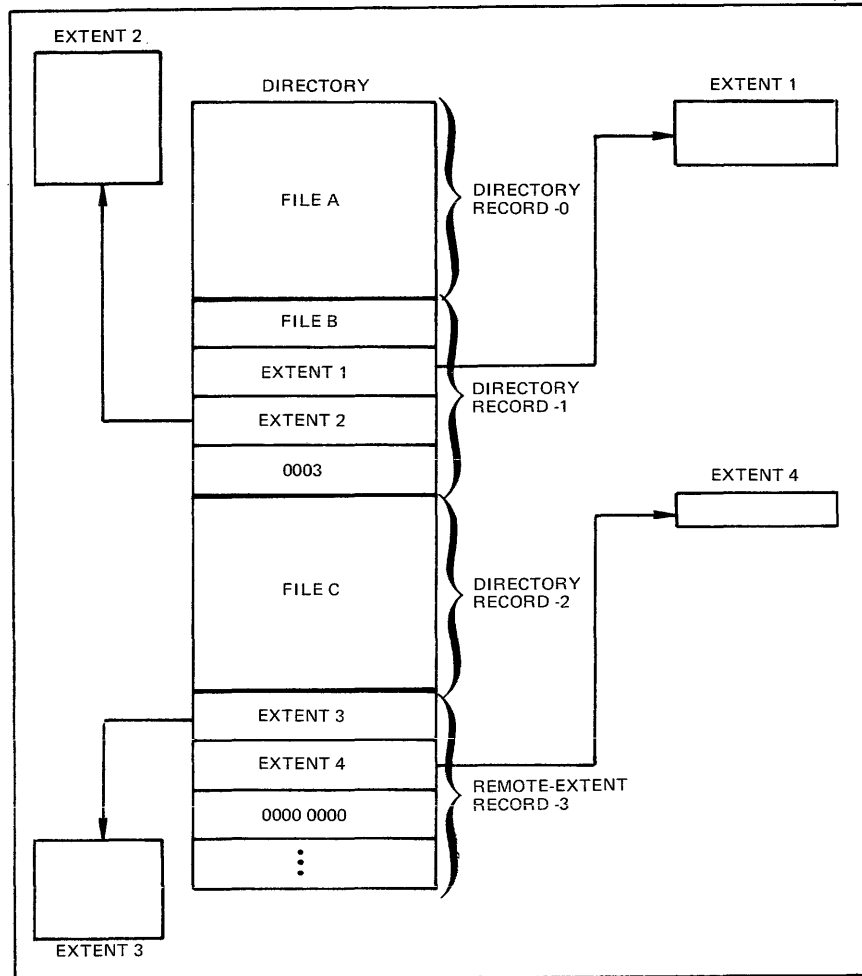 EXTENT 2
DIRECTORY
EXTENT 1
FILE A
DIRECTORY
RECORD -0
FILE B
EXTENT 1
DIRECTORY
RECORD -1
EXTENT 2
0003
EXTENT 4
FILE C
DIRECTORY
RECORD -2
EXTENT 3
EXTENT 4
REMOTE-EXTENT
RECORD -3
0000 0000
EXTENT 3